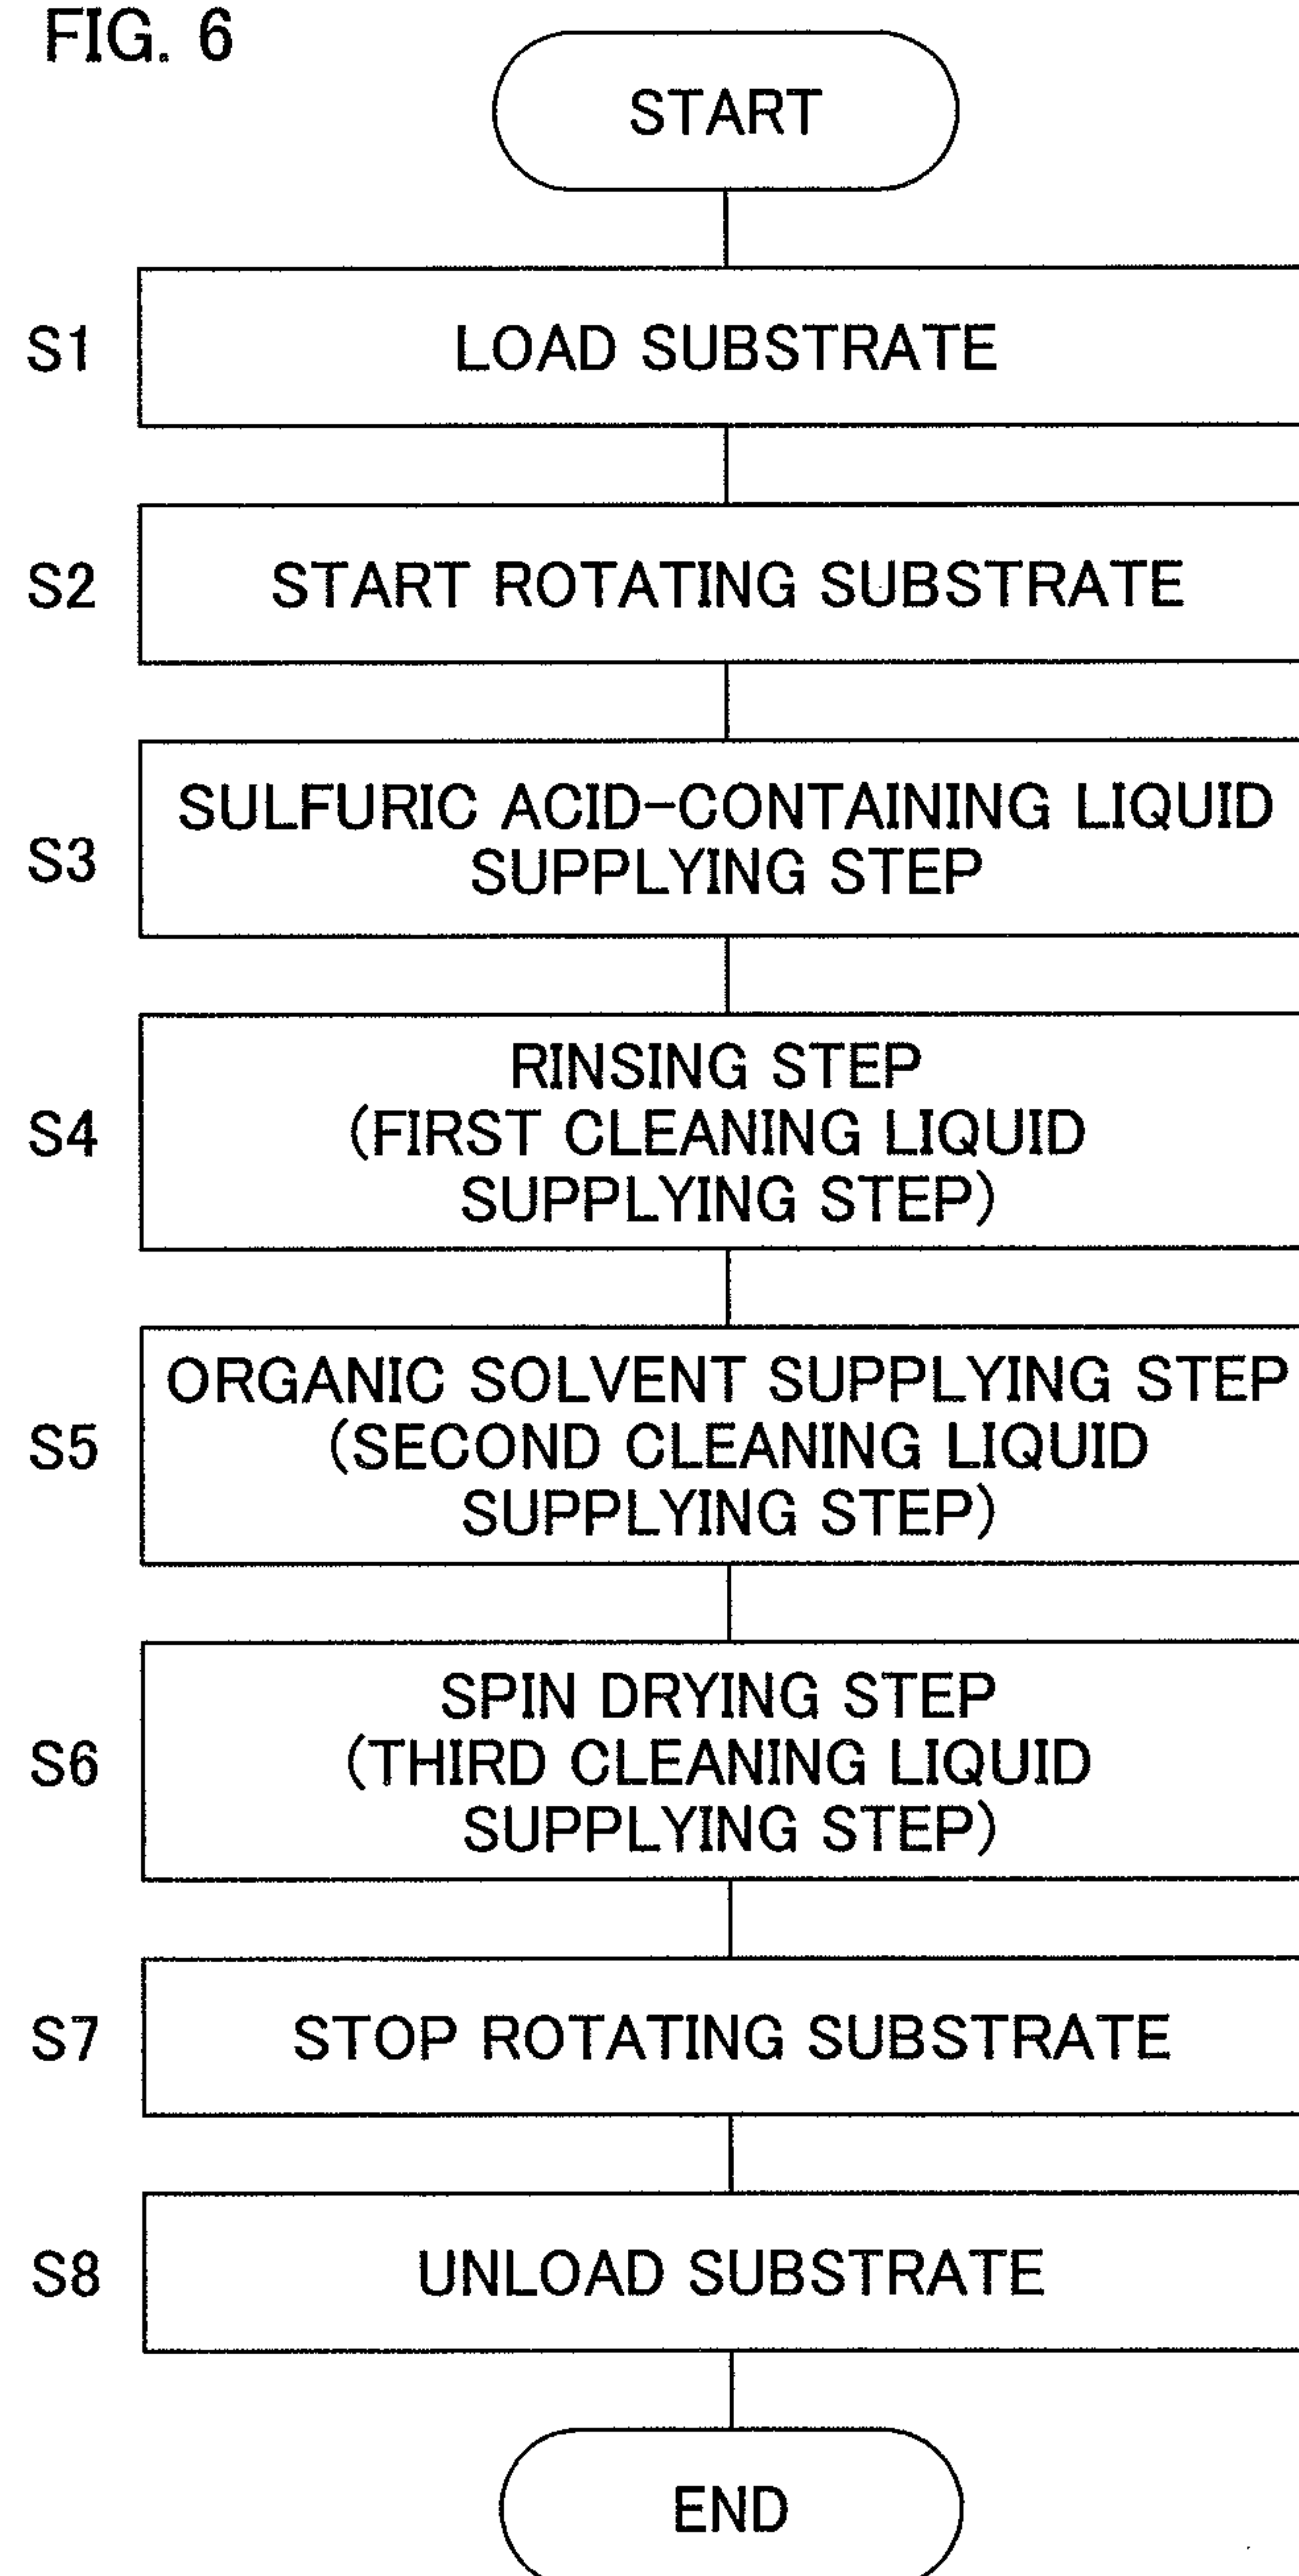 FIG. 6
START
S1
LOAD SUBSTRATE
S2
START ROTATING SUBSTRATE
S3
SULFURIC ACID-CONTAINING LIQUID
SUPPLYING STEP
S4
RINSING STEP
(FIRST CLEANING LIQUID
SUPPLYING STEP)
S5
ORGANIC SOLVENT SUPPLYING STEP
(SECOND CLEANING LIQUID
SUPPLYING STEP)
S6
SPIN DRYING STEP
(THIRD CLEANING LIQUID
SUPPLYING STEP)
S7
STOP ROTATING SUBSTRATE
S8
UNLOAD SUBSTRATE
END